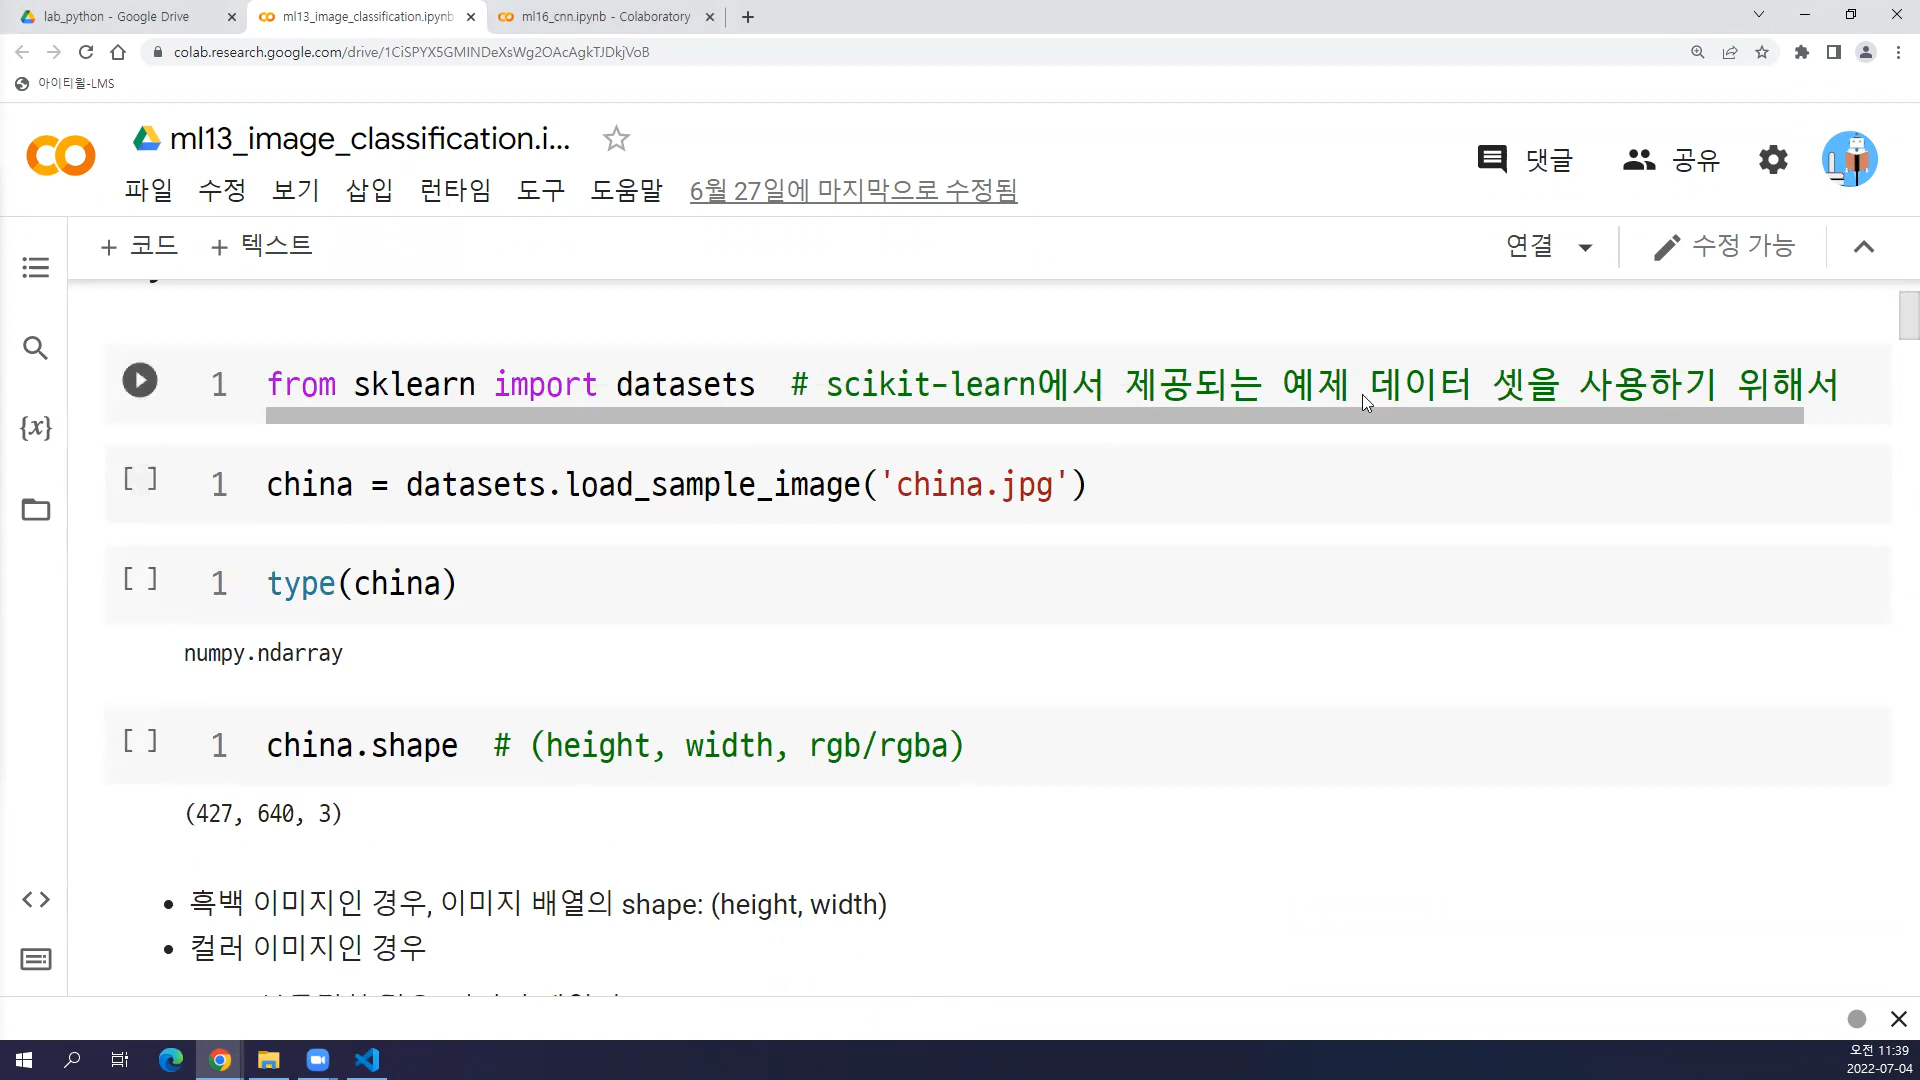 lab_python - Google Drive
ml13_image_classification.ipynb
ml16_cnn.ipynb - Colaboratory
colab.research.google.com/drive/1CiSPYX5GMINDeXsWg2OAcAgkTJDkjVoB
아이티윌-LMS
ml13_image_classification.i...
댓글
공유
파일 수정 보기 삽입 런타임 도구 도움말 6월 27일에 마지막으로 수정됨
+ 코드 + 텍스트
연결
수정 가능
1 from sklearn import datasets # scikit-learn에서 제공되는 예제 데이터 셋을 사용하기 위해서
[ ] 1 china = datasets.load_sample_image('china.jpg')
[ ] 1 type(china)
numpy.ndarray
[ ] 1 china.shape # (height, width, rgb/rgba)
(427, 640, 3)
• 흑백 이미지인 경우, 이미지 배열의 shape: (height, width)
• 컬러 이미지인 경우
오전 11:39
2022-07-04